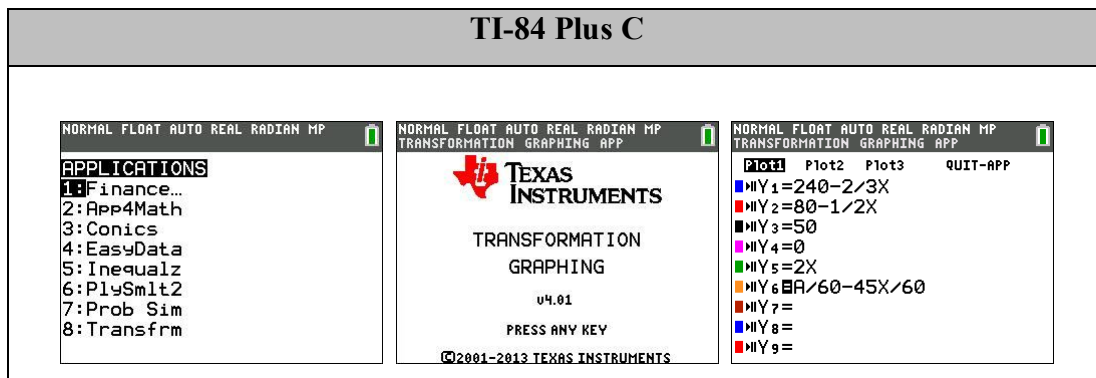 TI-84 Plus C
NORMAL FLOAT AUTO REAL RADIAN MP
APPLICATIONS
1:Finance…
2:App4Math
3:Conics
4:EasyData
5:Inequalz
6:PlySmlt2
7:Prob Sim
8:Transfrm
NORMAL FLOAT AUTO REAL RADIAN MP
TRANSFORMATION GRAPHING APP
TEXAS
INSTRUMENTS
TRANSFORMATION
GRAPHING
v4.01
PRESS ANY KEY
©2001-2013 TEXAS INSTRUMENTS
NORMAL FLOAT AUTO REAL RADIAN MP
TRANSFORMATION GRAPHING APP
Plot1 Plot2 Plot3 QUIT-APP
Y1=240-2/3X
Y2=80-1/2X
Y3=50
Y4=0
Y5=2X
Y6=A/60-45X/60
Y7=
Y8=
Y9=